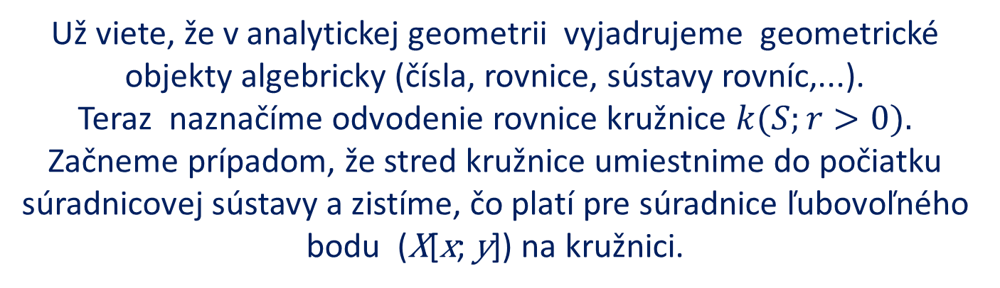 Už viete, že v analytickej geometrii  vyjadrujeme  geometrické
objekty algebricky (čísla, rovnice, sústavy rovníc,...).
Teraz  naznačíme odvodenie rovnice kružnice k(S; r > 0).
Začneme prípadom, že stred kružnice umiestnime do počiatku
súradnicovej sústavy a zistíme, čo platí pre súradnice ľubovoľného
bodu  (X[x; y]) na kružnici.